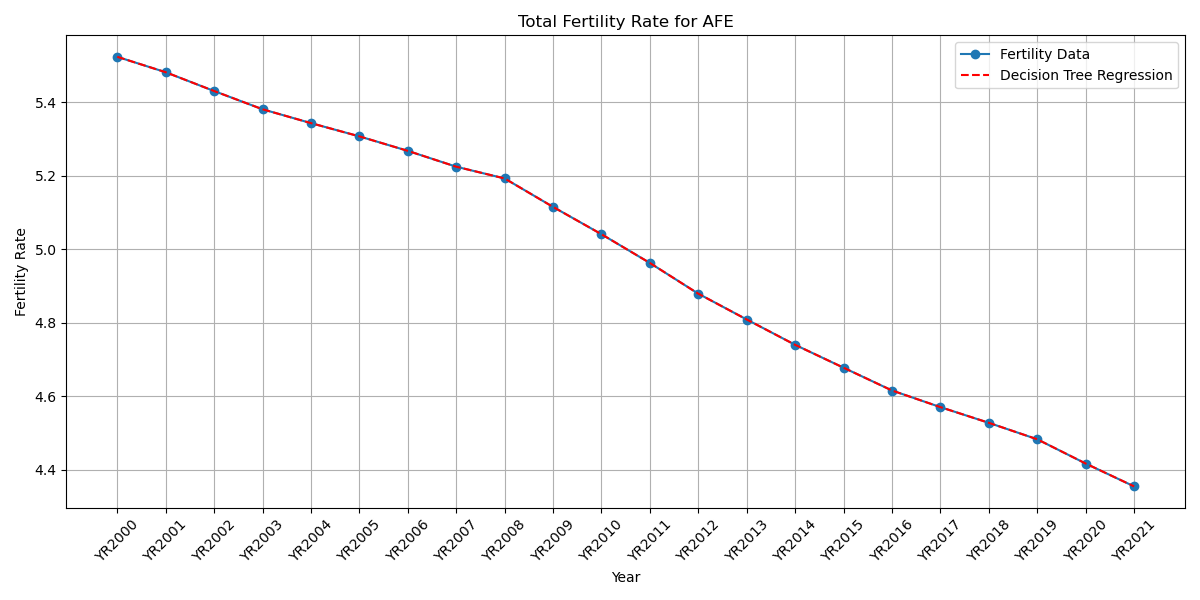 Total Fertility Rate for AFE
Fertility Data
Decision Tree Regression
Fertility Rate
5.4
5.2
5.0
4.8
4.6
4.4
YR2000
YR2001
YR2002
YR2003
YR2004
YR2005
YR2006
YR2007
YR2008
YR2009
YR2010
YR2011
YR2012
YR2013
YR2014
YR2015
YR2016
YR2017
YR2018
YR2019
YR2020
YR2021
Year